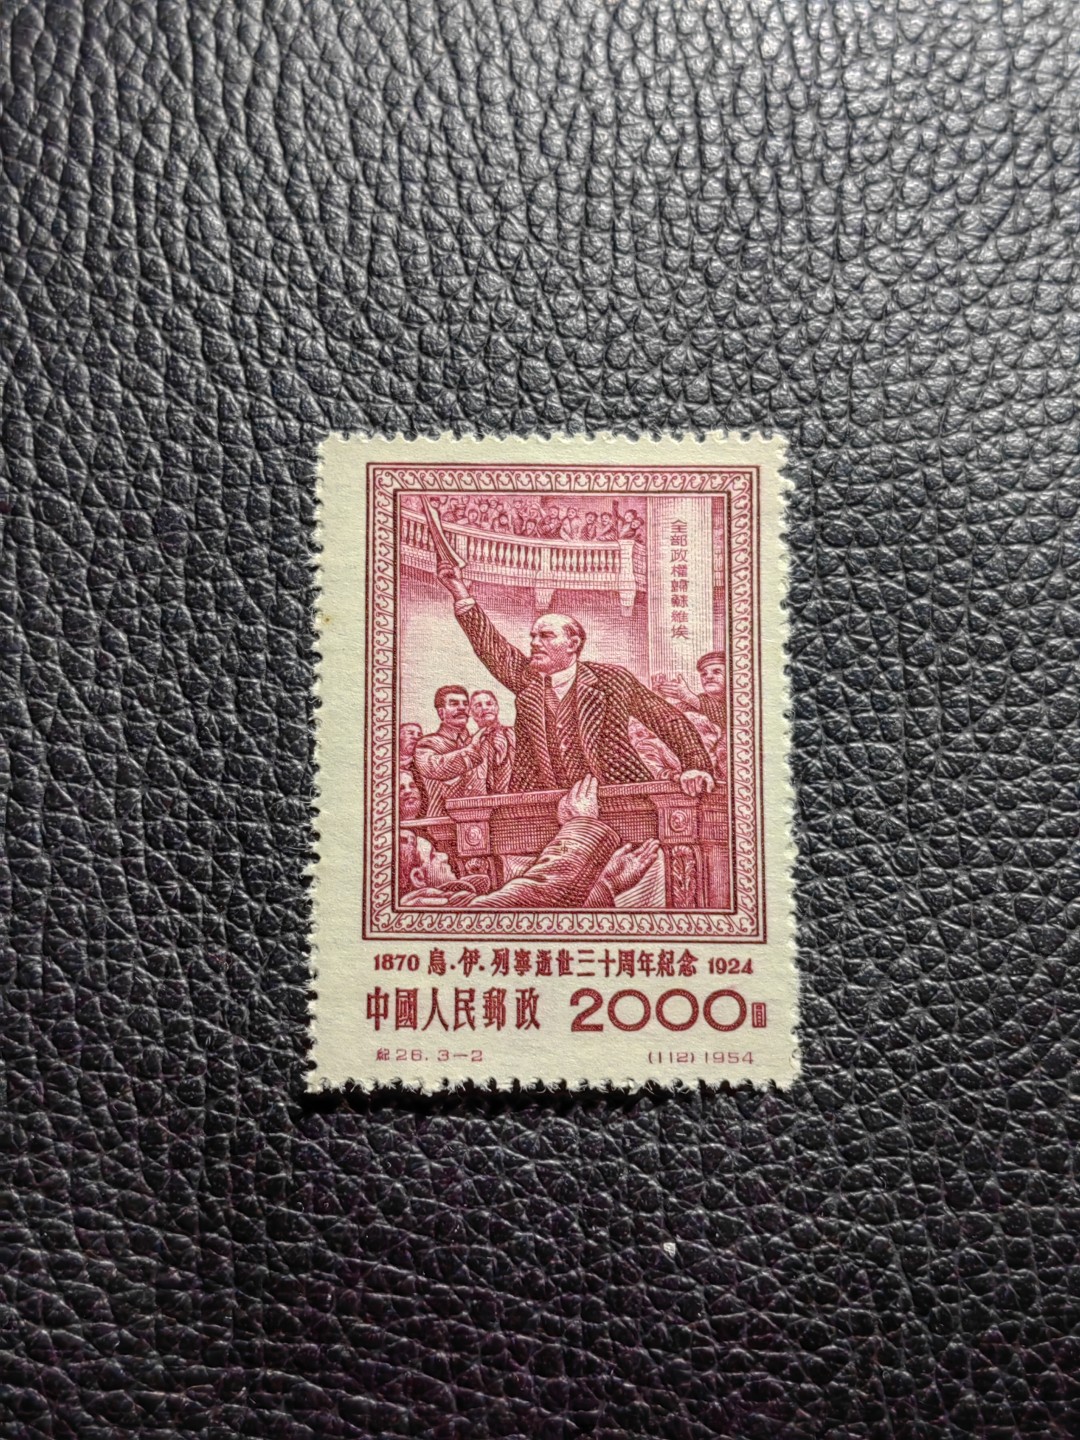 全部政權歸蘇維埃
1870 烏·伊·列寧逝世三十周年紀念 1924
中國人民郵政 2000圓
紀26.3-2 (112)1954